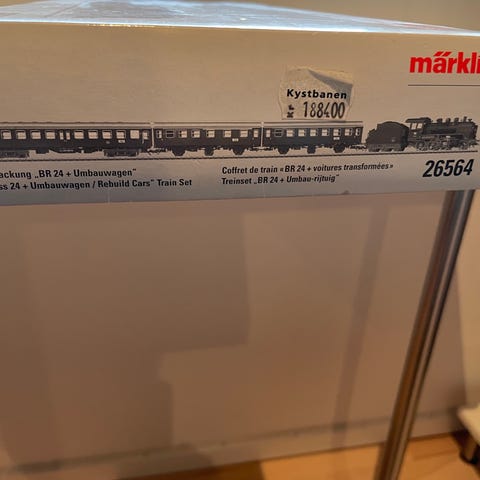 märkli
Kystbanen
kr 188400
ackung „BR 24 + Umbauwagen"
ss 24 + Umbauwagen / Rebuild Cars" Train Set
Coffret de train «BR 24 + voitures transformées»
Treinset „BR 24 + Umbau-rijtuig"
26564